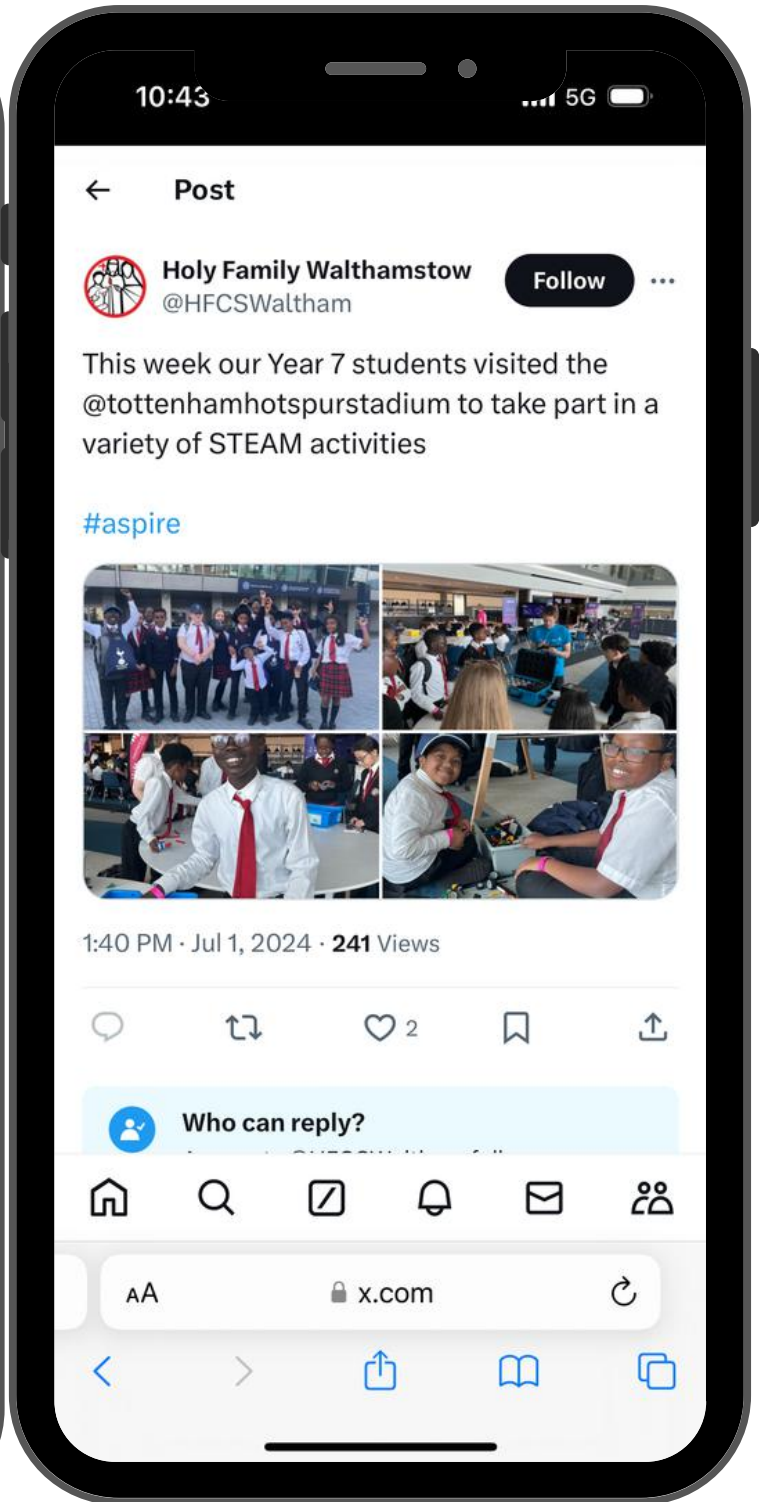 10:43
5G
Post
Holy Family Walthamstow
@HFCSWaltham
Follow
This week our Year 7 students visited the
@tottenhamhotspurstadium to take part in a
variety of STEAM activities
#aspire
1:40 PM · Jul 1, 2024 · 241 Views
2
Who can reply?
AA
x.com